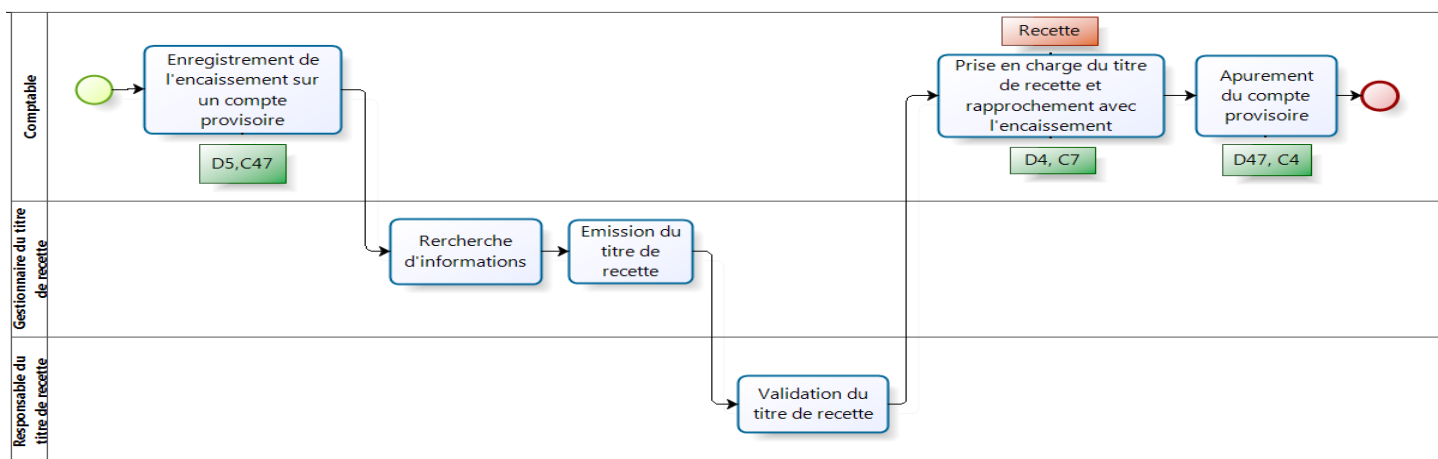 Comptable
Enregistrement de
l'encaissement sur
un compte
provisoire
D5,C47
Recette
Prise en charge du titre
de recette et
rapprochement avec
l'encaissement
D4, C7
Apurement
du compte
provisoire
D47, C4
Gestionnaire du titre
de recette
Rercherche
d'informations
Emission du
titre de
recette
Responsable du
titre de recette
Validation du
titre de recette